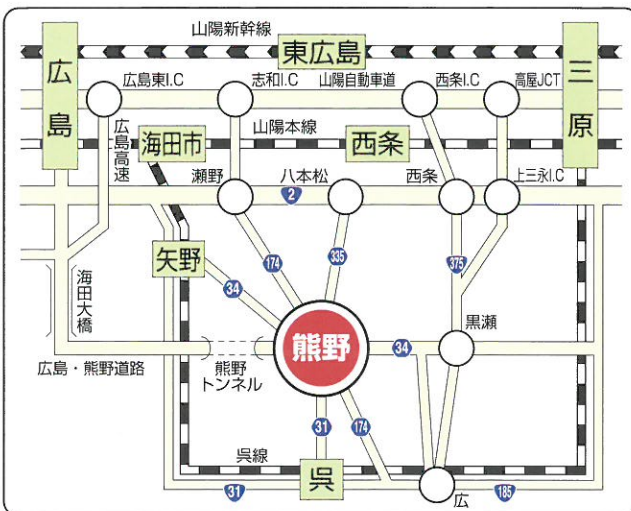 山陽新幹線
広島
東広島
三原
広島東I.C
志和I.C
山陽自動車道
西条I.C
高屋JCT
広島高速
海田市
山陽本線
西条
瀬野
八本松
西条
上三永I.C
2
矢野
174
335
375
34
海田大橋
熊野
34
黒瀬
広島・熊野道路
熊野
トンネル
31
174
呉線
呉
31
広
185